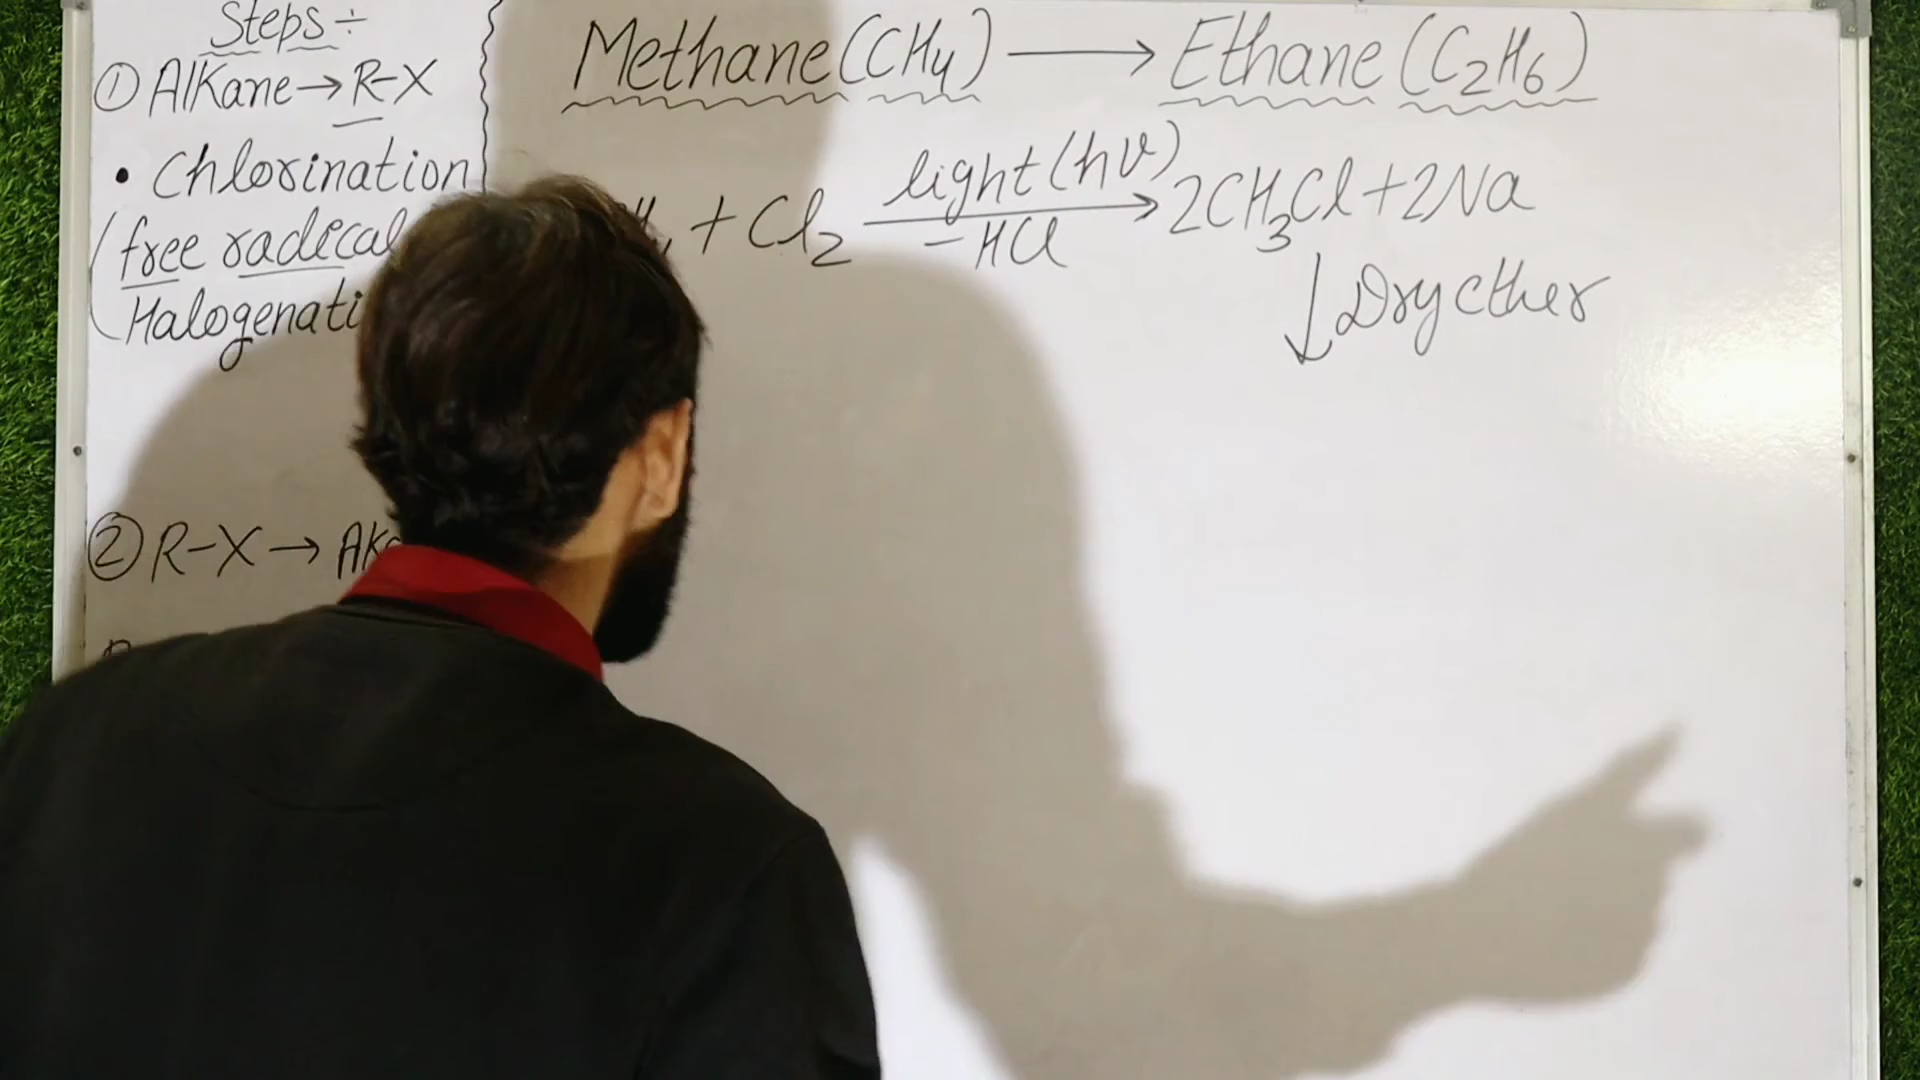 Steps ÷
① Alkane → R-X
• Chlorination
(free radical
Halogenati
② R-X →
Methane (CH4) → Ethane (C2H6)
+ Cl2 light (hν) -HCl → 2CH3Cl + 2Na
↓ Dry ether